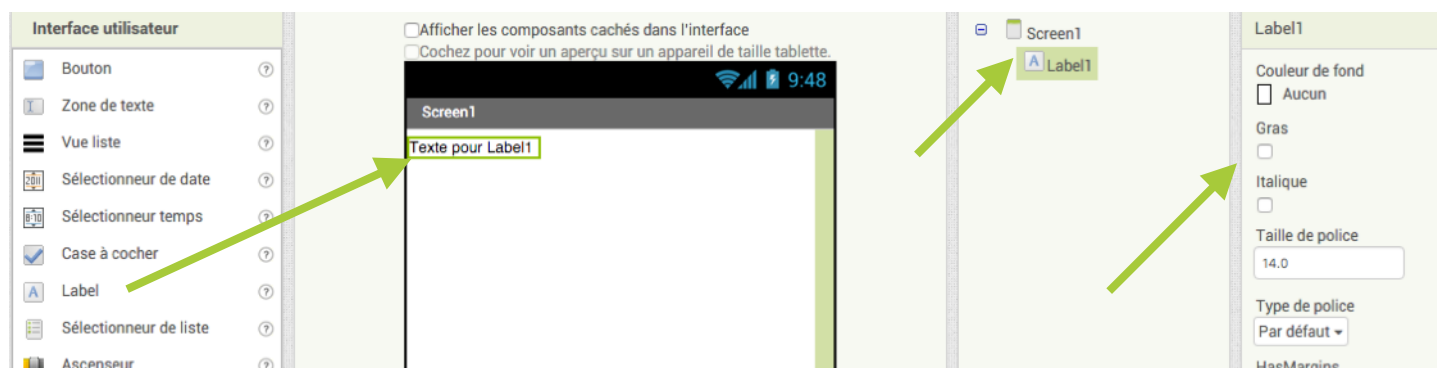 Interface utilisateur
Bouton
Zone de texte
Vue liste
Sélectionneur de date
Sélectionneur temps
Case à cocher
Label
Sélectionneur de liste
Ascenseur
Afficher les composants cachés dans l'interface
Cochez pour voir un aperçu sur un appareil de taille tablette.
9:48
Screen1
Texte pour Label1
Screen1
Label1
Label1
Couleur de fond
Aucun
Gras
Italique
Taille de police
14.0
Type de police
Par défaut
HasMargins